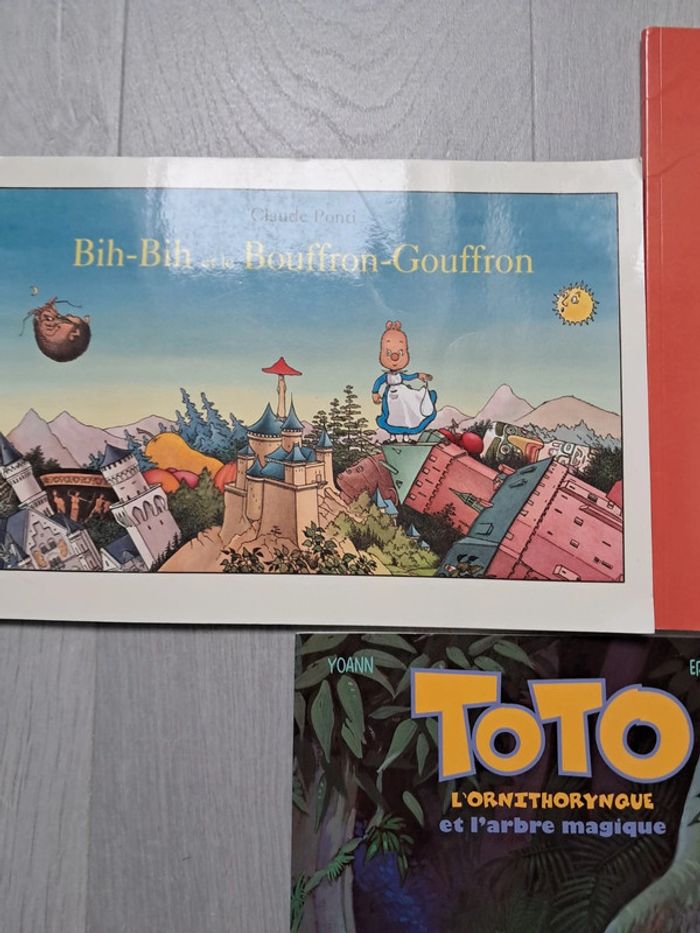 Claude Ponti
Bih-Bih et le Bouffron-Gouffron
YOANN
TOTO
L'ORNITHORYNQUE
et l'arbre magique